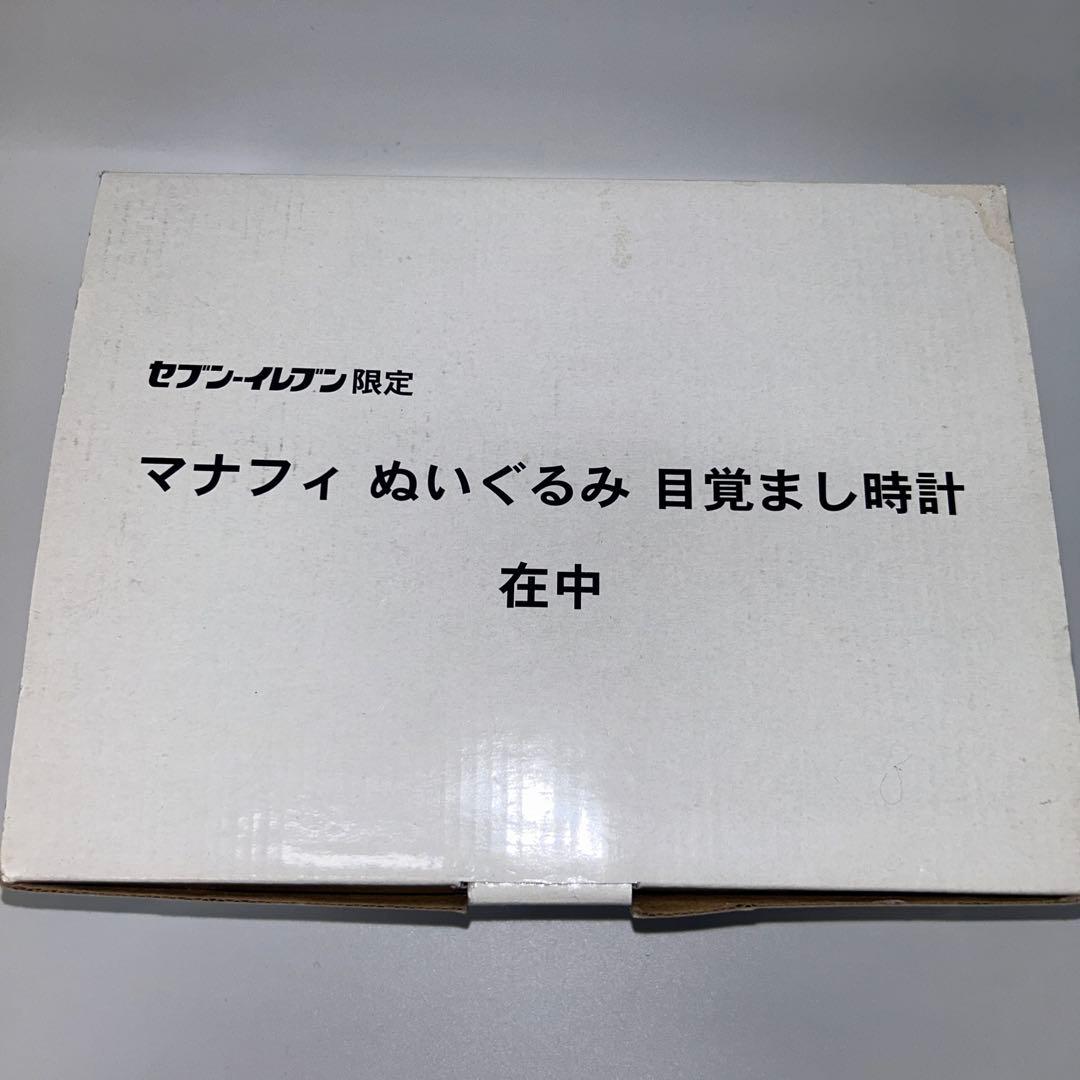 セブン-イレブン限定
マナフィ ぬいぐるみ 目覚まし時計
在中